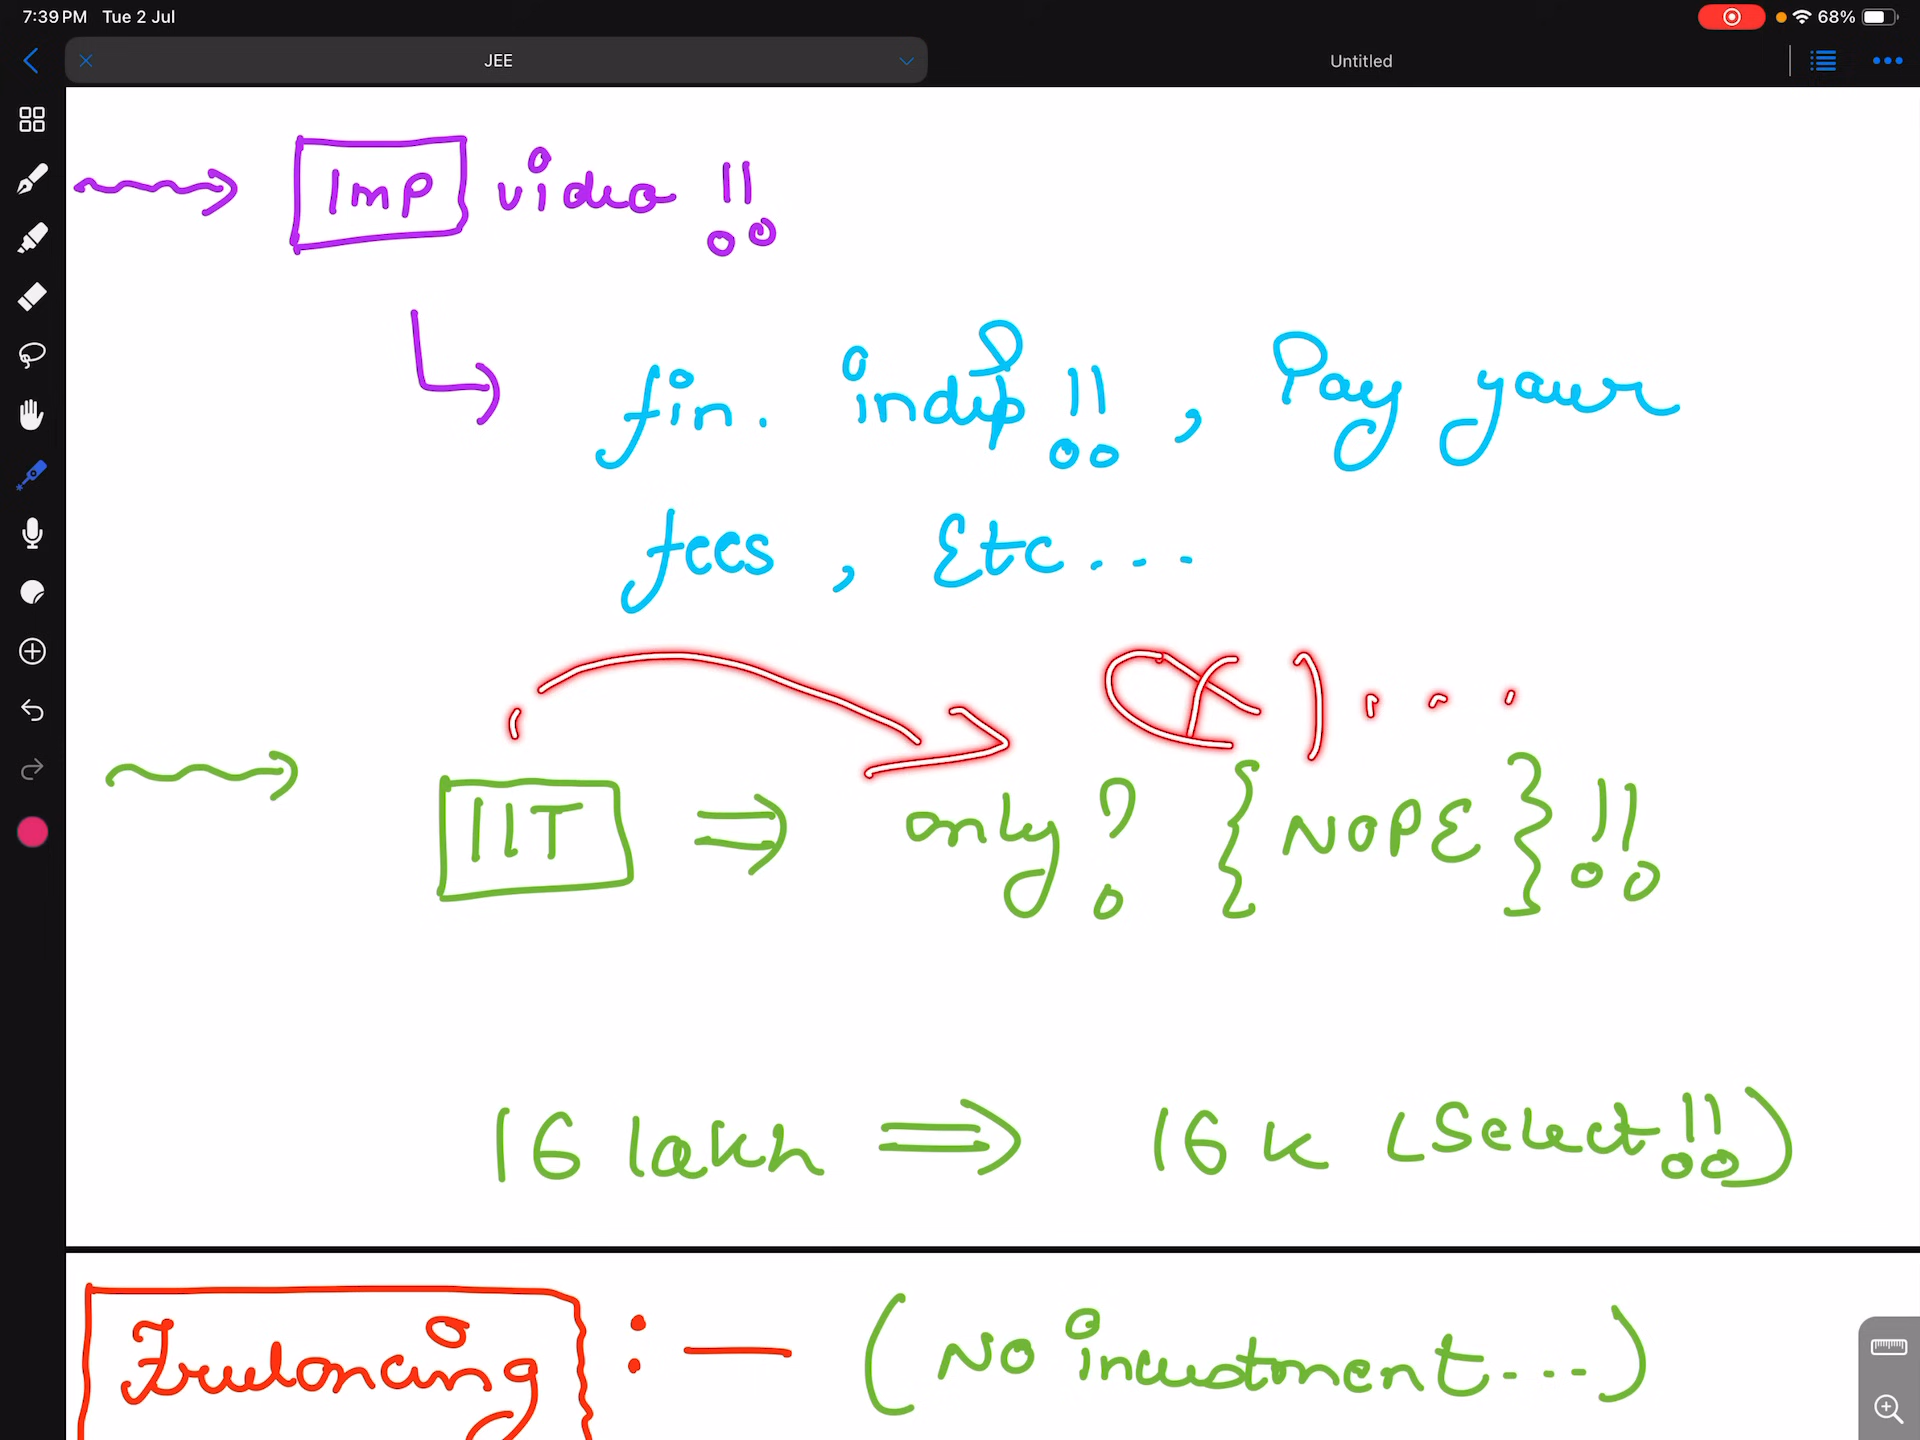 7:39 PM Tue 2 Jul 68%
JEE Untitled
Imp video !!
fin. indep !! , Pay your
fees , Etc...
IIT ⇒ only ? {NOPE} !!
16 lakh ⇒ 16 k (Select !!)
Freelancing : — (No investment...)